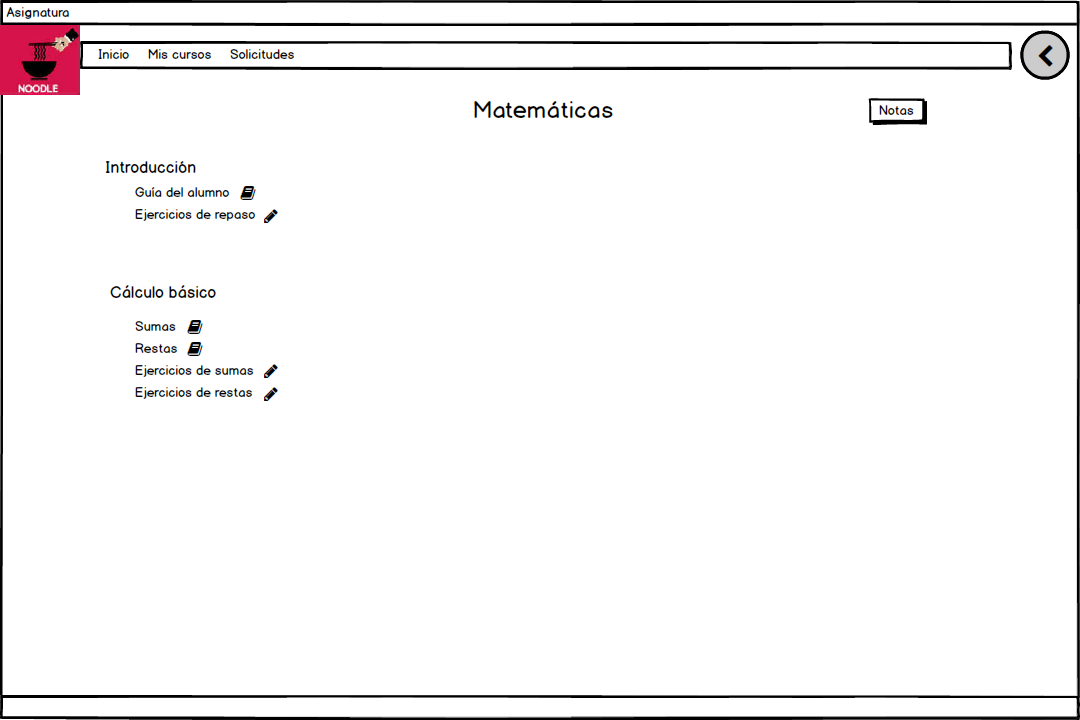 Asignatura
NOODLE
Inicio Mis cursos Solicitudes
Matemáticas
Notas
Introducción
Guía del alumno
Ejercicios de repaso
Cálculo básico
Sumas
Restas
Ejercicios de sumas
Ejercicios de restas